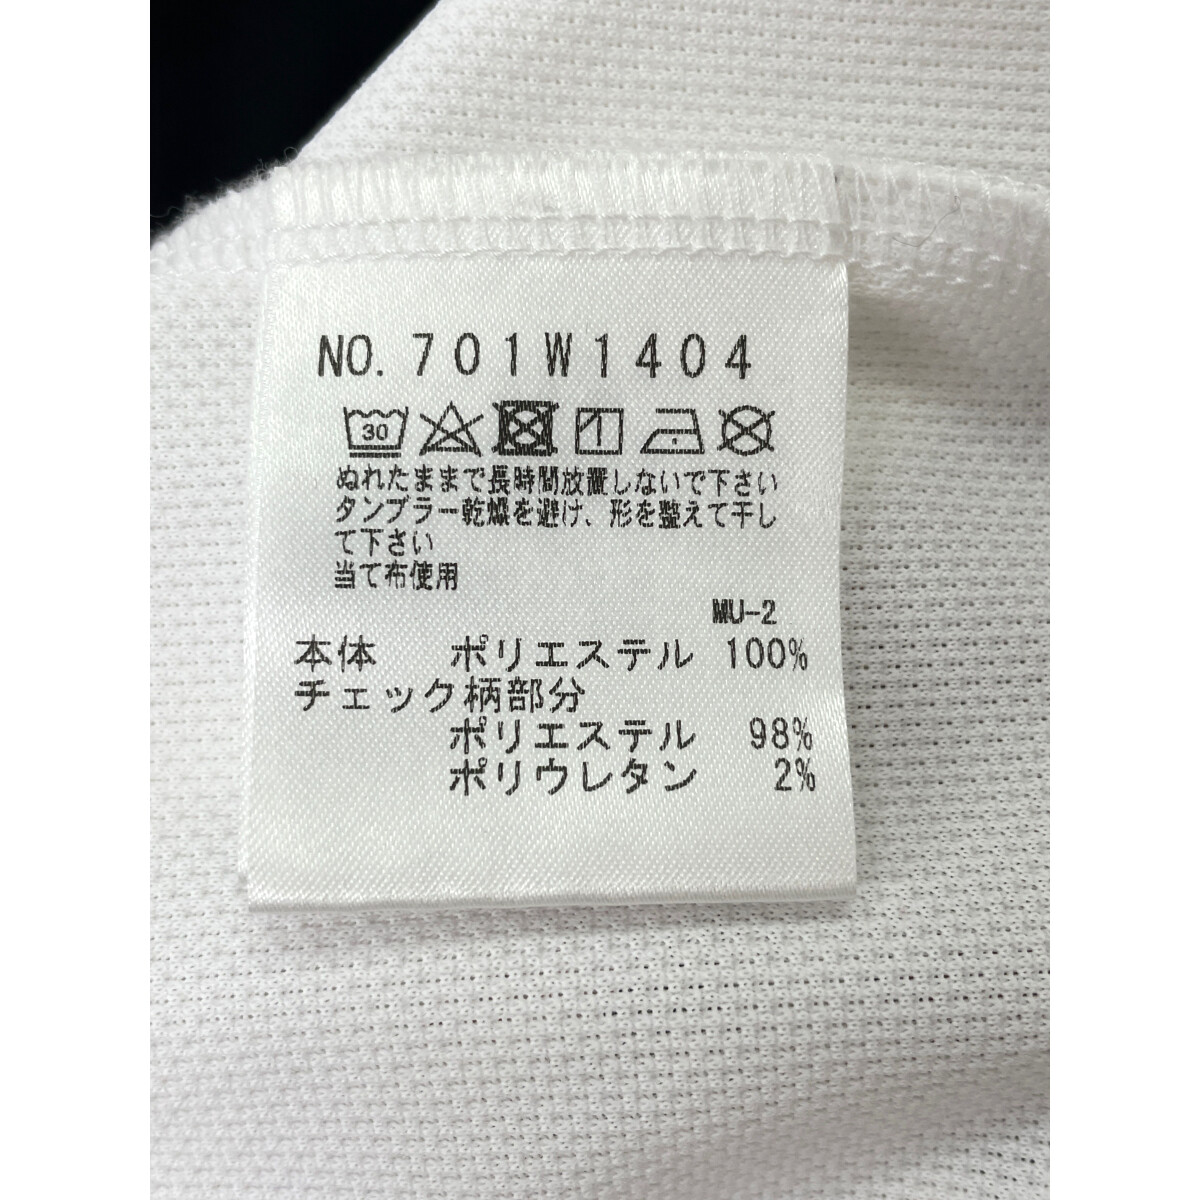 NO.701W1404
30
ぬれたままで長時間放置しないで下さい
タンブラー乾燥を避け、形を整えて干し
て下さい
当て布使用
MU-2
本体 ポリエステル 100%
チェック柄部分
ポリエステル 98%
ポリウレタン 2%